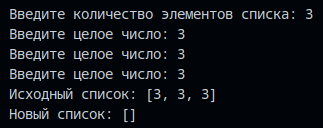 Введите количество элементов списка: 3
Введите целое число: 3
Введите целое число: 3
Введите целое число: 3
Исходный список: [3, 3, 3]
Новый список: []